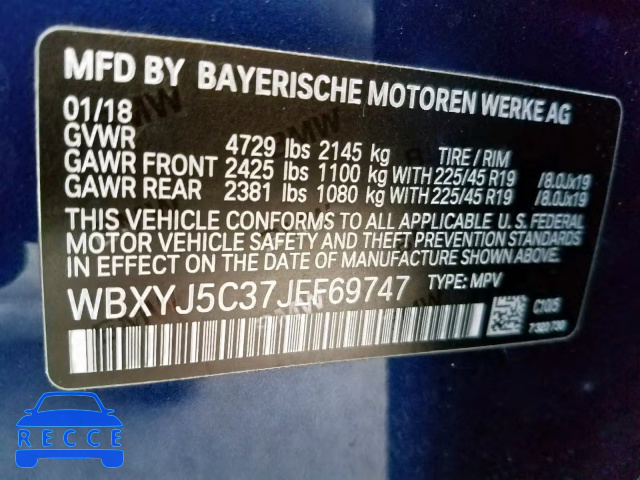 MFD BY BAYERISCHE MOTOREN WERKE AG
01/18
GVWR 4729 lbs 2145 kg TIRE / RIM
GAWR FRONT 2425 lbs 1100 kg WITH 225/45 R19 /8.0Jx19
GAWR REAR 2381 lbs 1080 kg WITH 225/45 R19 /8.0Jx19
THIS VEHICLE CONFORMS TO ALL APPLICABLE U. S. FEDERAL
MOTOR VEHICLE SAFETY AND THEFT PREVENTION STANDARDS
IN EFFECT ON THE DATE OF MANUFACTURE SHOWN ABOVE.
WBXYJ5C37JEF69747 TYPE: MPV
C10/5
RECCE